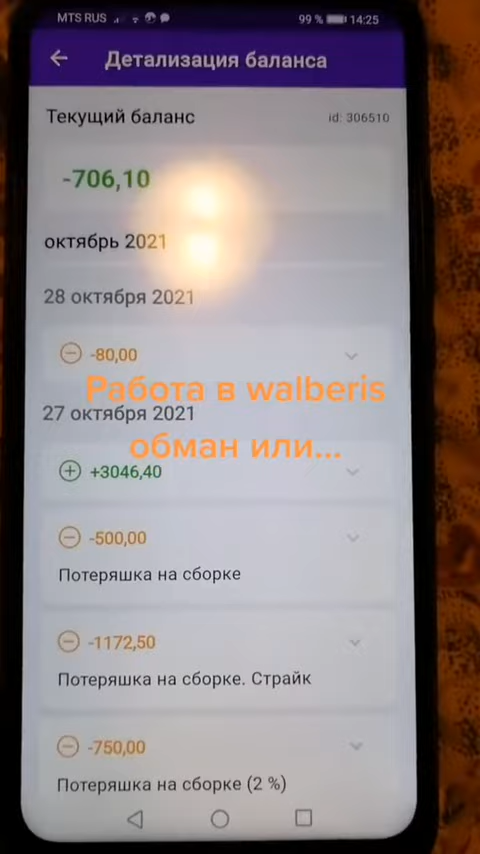 MTS RUS
99 %
14:25
Детализация баланса
Текущий баланс
id: 306510
-706,10
октябрь 2021
28 октября 2021
-80,00
Работа в walberis
27 октября 2021
обман или...
+3046,40
-500,00
Потеряшка на сборке
-1172,50
Потеряшка на сборке. Страйк
-750,00
Потеряшка на сборке (2 %)